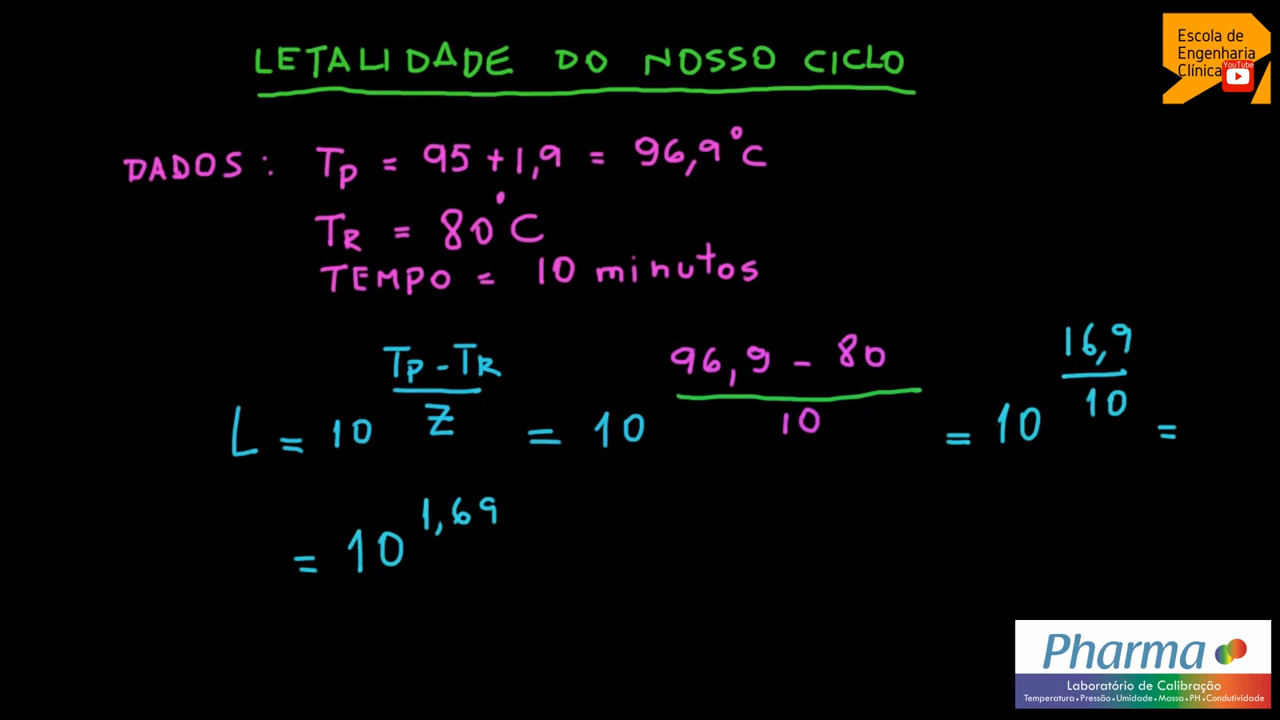 LETALIDADE DO NOSSO CICLO
Escola de
Engenharia
Clínica
YouTube
DADOS: Tp = 95 + 1,9 = 96,9°C
TR = 80°C
TEMPO = 10 minutos
L = 10^((Tp - TR)/Z) = 10^((96,9 - 80)/10) = 10^(16,9/10) =
= 10^1,69
Pharma
Laboratório de Calibração
Temperatura • Pressão • Umidade • Massa • PH • Condutividade